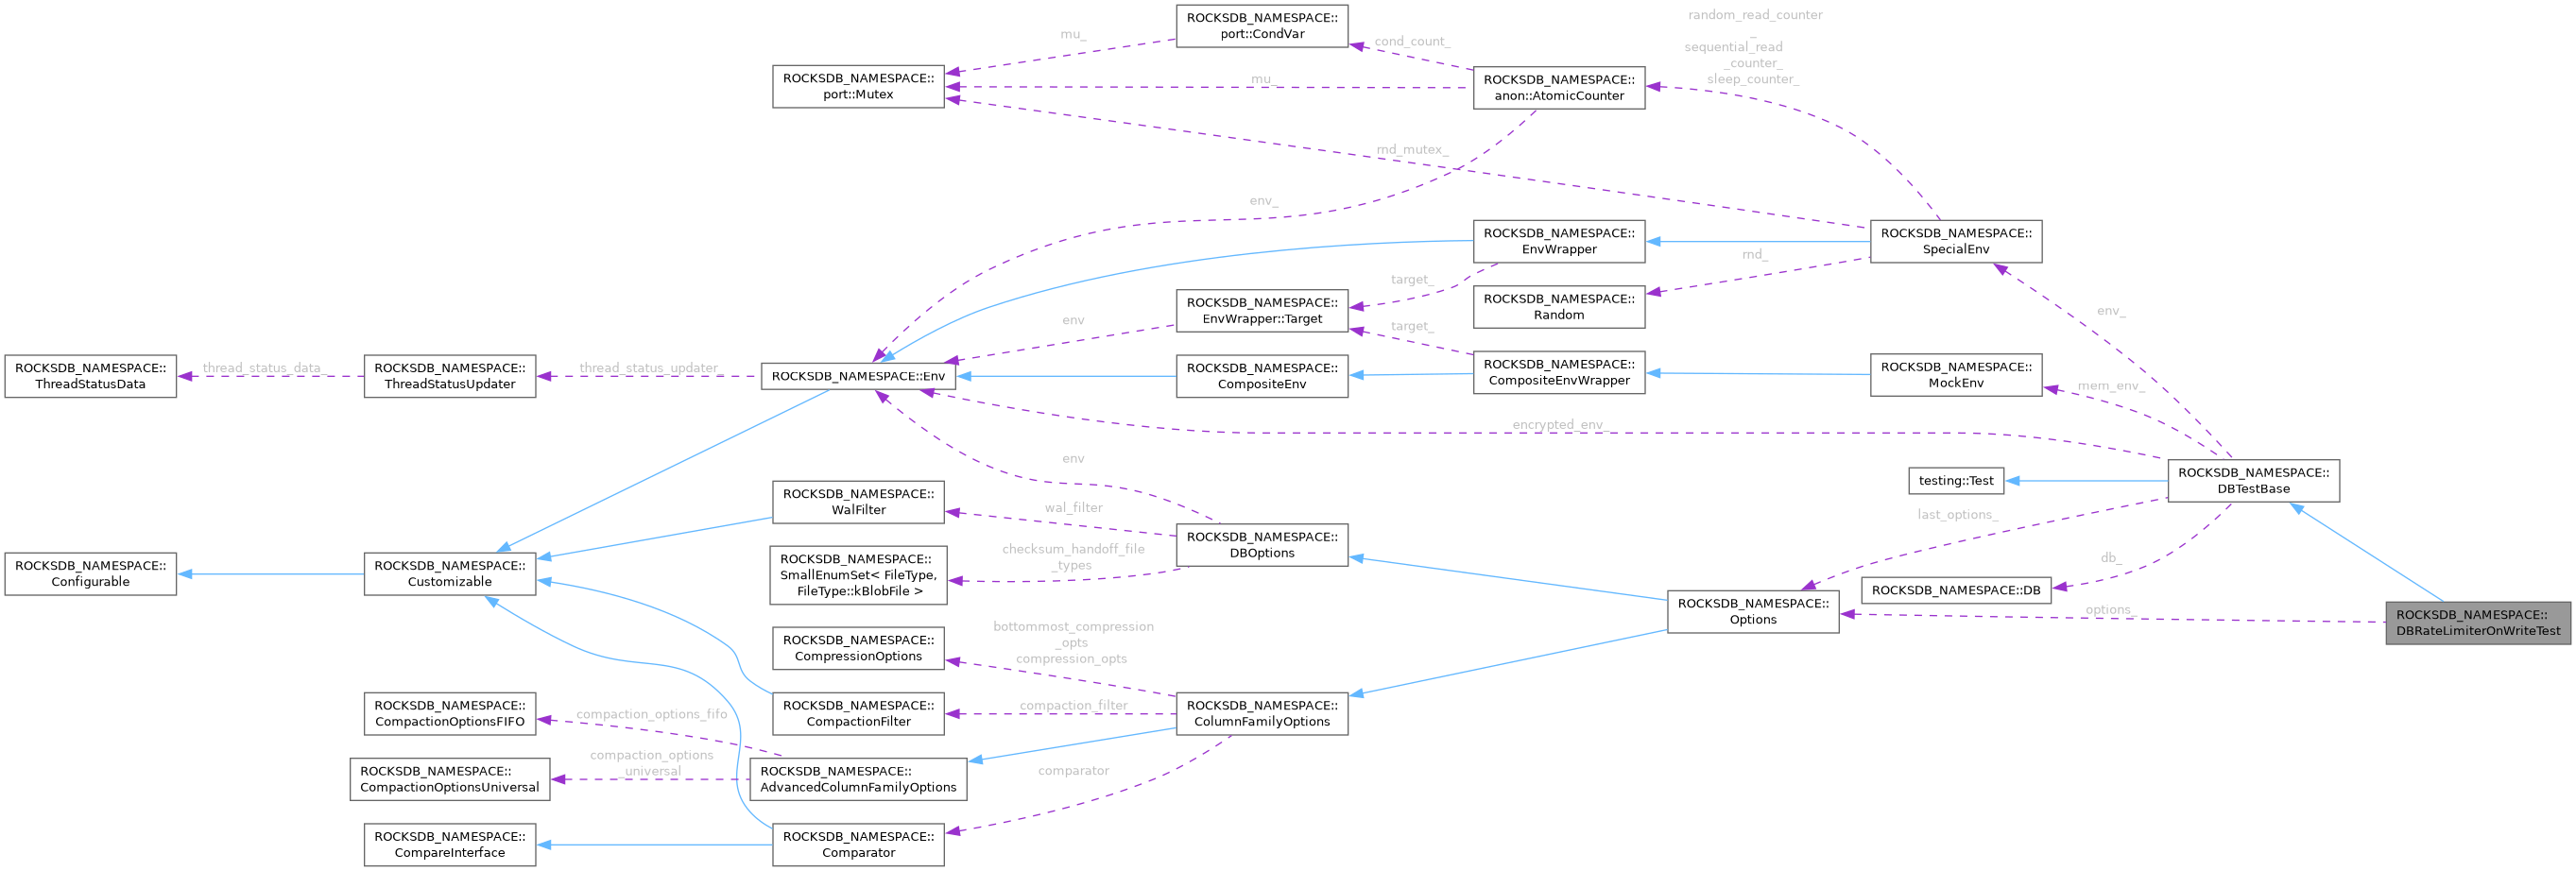 ROCKSDB_NAMESPACE::
port::CondVar
random_read_counter
_
sequential_read
_counter_
sleep_counter_
mu_
cond_count_
ROCKSDB_NAMESPACE::
port::Mutex
mu_
ROCKSDB_NAMESPACE::
anon::AtomicCounter
rnd_mutex_
env_
ROCKSDB_NAMESPACE::
EnvWrapper
ROCKSDB_NAMESPACE::
SpecialEnv
rnd_
target_
ROCKSDB_NAMESPACE::
EnvWrapper::Target
ROCKSDB_NAMESPACE::
Random
env_
env
target_
ROCKSDB_NAMESPACE::
ThreadStatusData
thread_status_data_
ROCKSDB_NAMESPACE::
ThreadStatusUpdater
thread_status_updater_
ROCKSDB_NAMESPACE::Env
ROCKSDB_NAMESPACE::
CompositeEnv
ROCKSDB_NAMESPACE::
CompositeEnvWrapper
ROCKSDB_NAMESPACE::
MockEnv
mem_env_
encrypted_env_
env
testing::Test
ROCKSDB_NAMESPACE::
DBTestBase
ROCKSDB_NAMESPACE::
WalFilter
wal_filter
last_options_
ROCKSDB_NAMESPACE::
DBOptions
checksum_handoff_file
_types
ROCKSDB_NAMESPACE::
SmallEnumSet< FileType,
FileType::kBlobFile >
db_
ROCKSDB_NAMESPACE::
Configurable
ROCKSDB_NAMESPACE::
Customizable
ROCKSDB_NAMESPACE::DB
ROCKSDB_NAMESPACE::
Options
options_
ROCKSDB_NAMESPACE::
DBRateLimiterOnWriteTest
bottommost_compression
_opts
compression_opts
ROCKSDB_NAMESPACE::
CompressionOptions
ROCKSDB_NAMESPACE::
CompactionOptionsFIFO
compaction_options_fifo
ROCKSDB_NAMESPACE::
CompactionFilter
compaction_filter
ROCKSDB_NAMESPACE::
ColumnFamilyOptions
ROCKSDB_NAMESPACE::
CompactionOptionsUniversal
compaction_options
_universal
ROCKSDB_NAMESPACE::
AdvancedColumnFamilyOptions
comparator
ROCKSDB_NAMESPACE::
CompareInterface
ROCKSDB_NAMESPACE::
Comparator